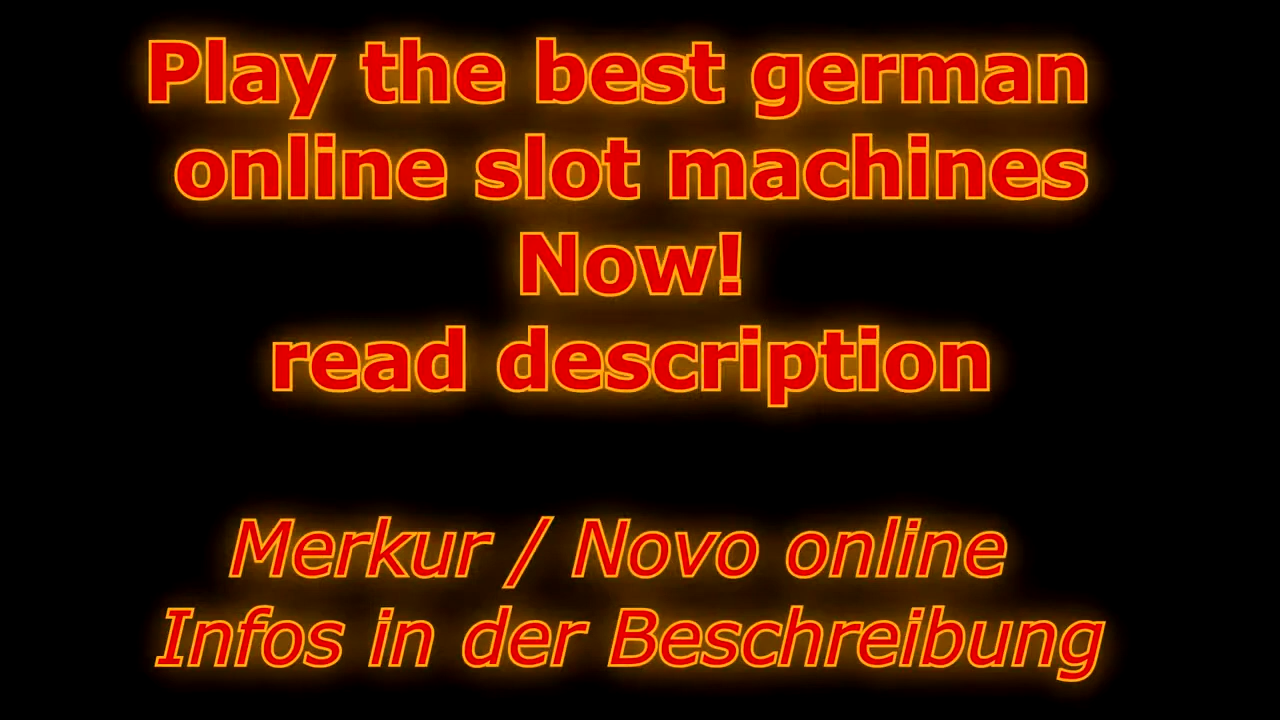 Play the best german
online slot machines
Now!
read description
Merkur / Novo online
Infos in der Beschreibung